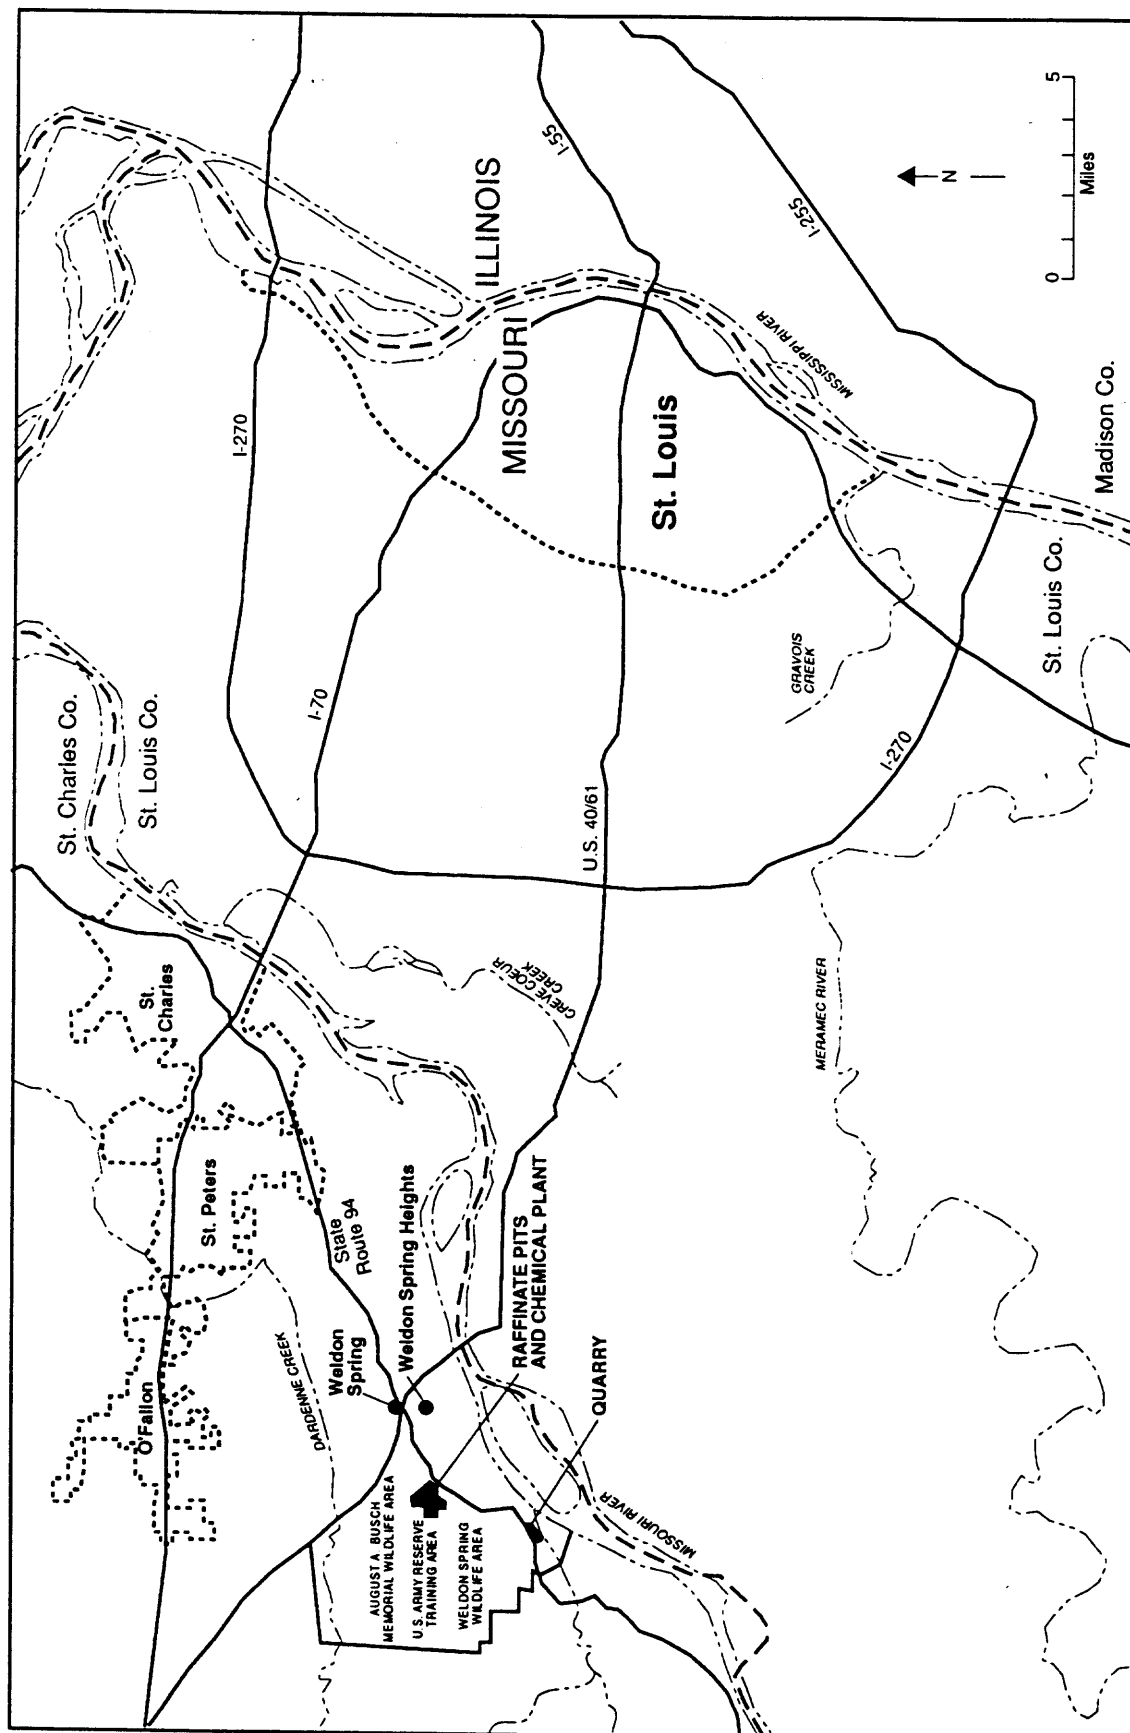 St. Charles Co.
St. Louis Co.
I-270
I-70
MISSOURI
ILLINOIS
I-55
I-255
St. Louis
U.S. 40/61
MISSISSIPPI RIVER
GRAVOIS
CREEK
I-270
St. Louis Co.
Madison Co.
N
0
5
Miles
MERAMEC RIVER
CREVE COEUR
CREEK
St.
Charles
St. Peters
O'Fallon
State
Route 94
DARDENNE CREEK
Weldon
Spring
Weldon Spring Heights
RAFFINATE PITS
AND CHEMICAL PLANT
QUARRY
AUGUST A BUSCH
MEMORIAL WILDLIFE AREA
U.S. ARMY RESERVE
TRAINING AREA
WELDON SPRING
WILDLIFE AREA
MISSOURI RIVER